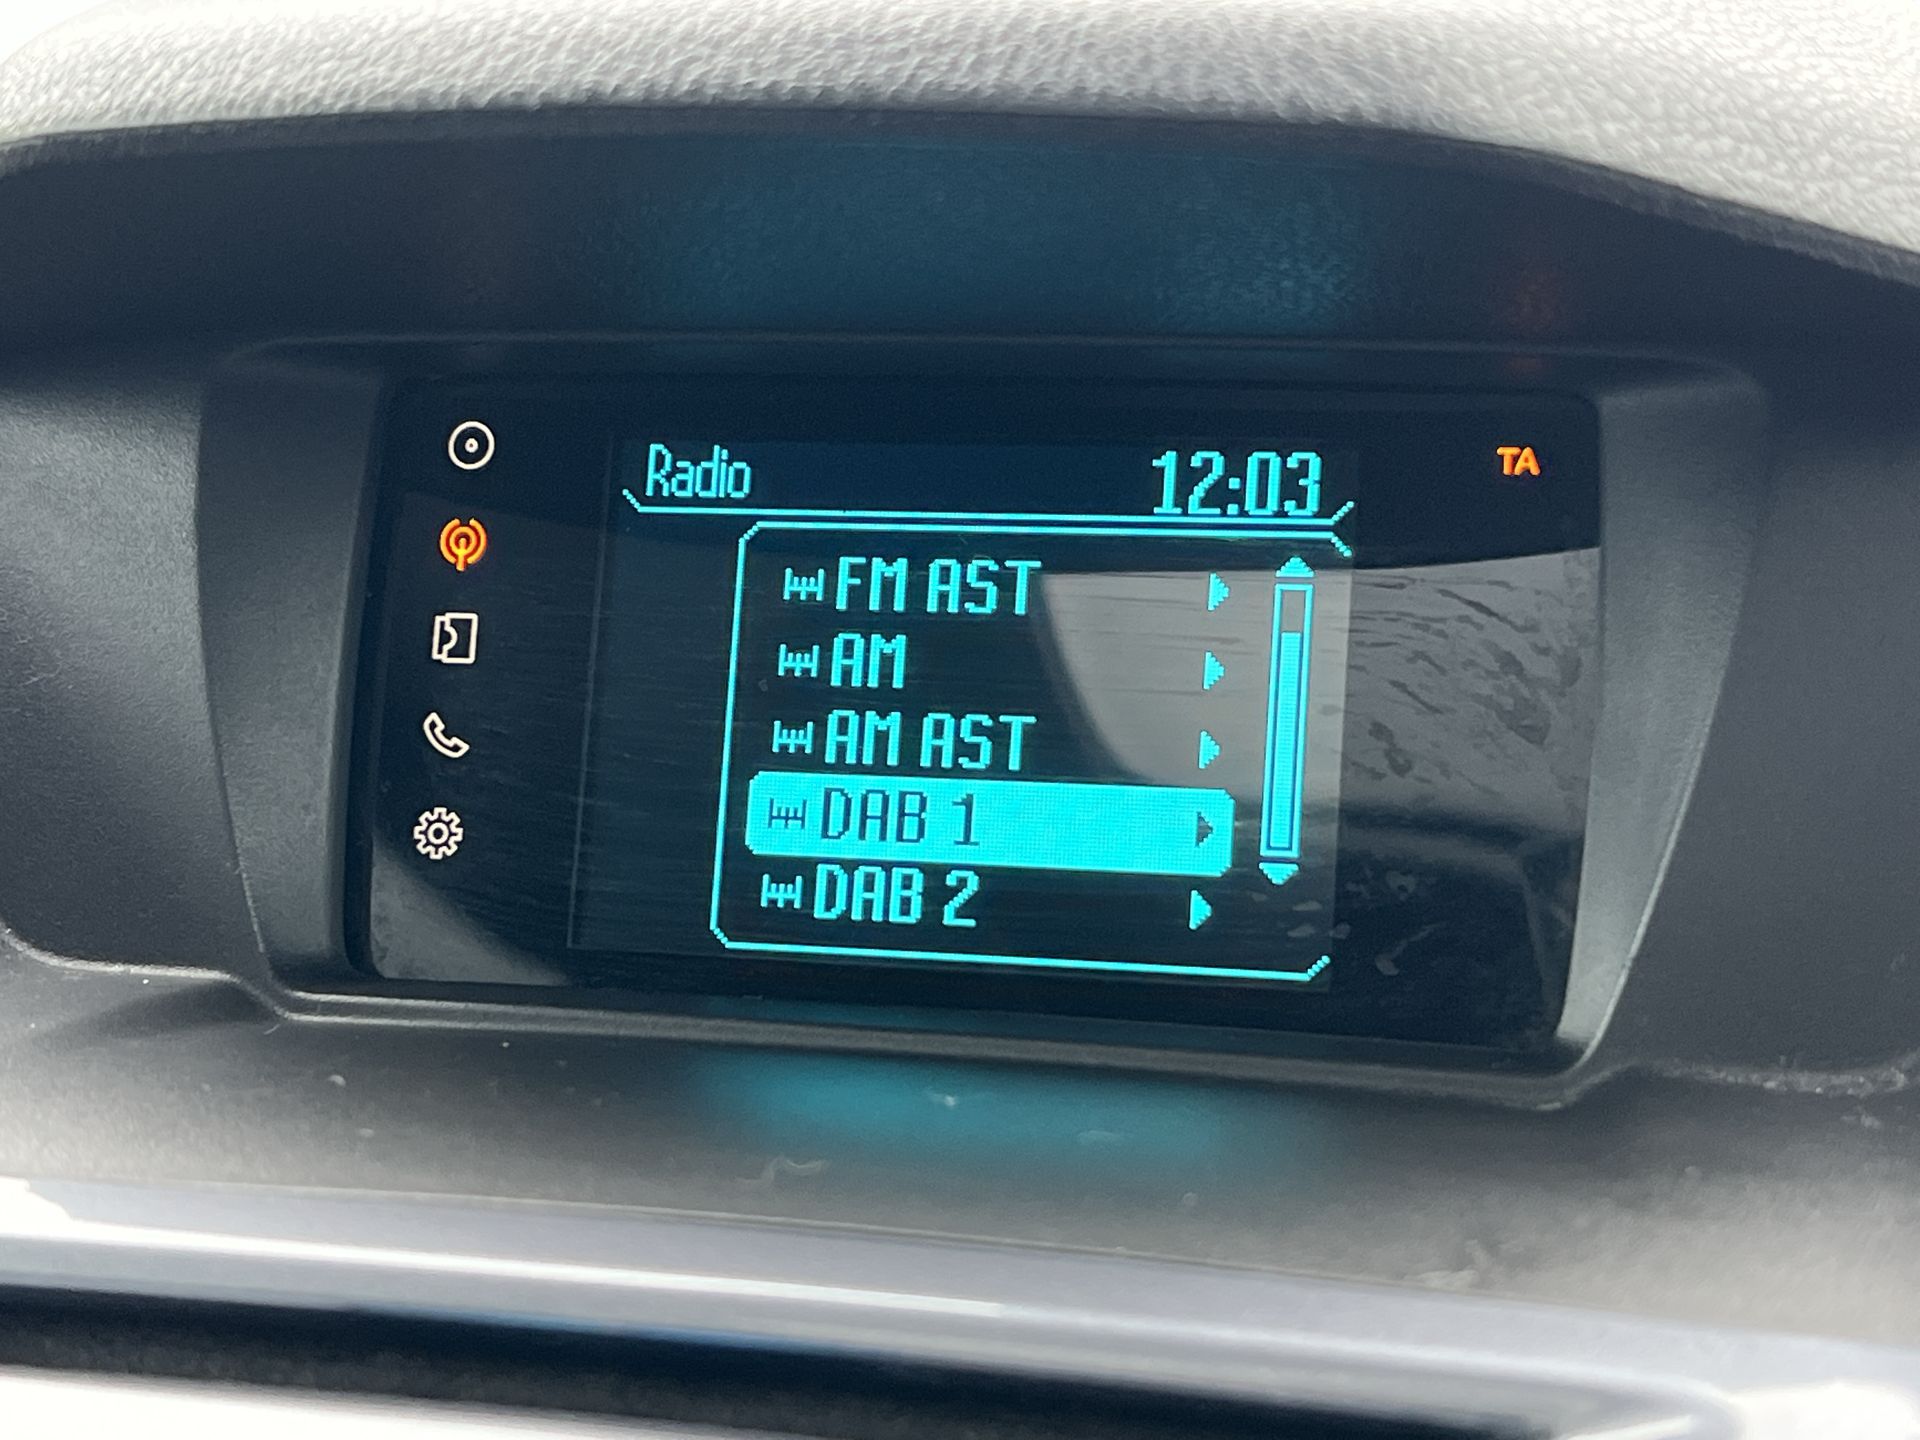 Radio 12:03 TA
FM AST
AM
AM AST
DAB 1
DAB 2